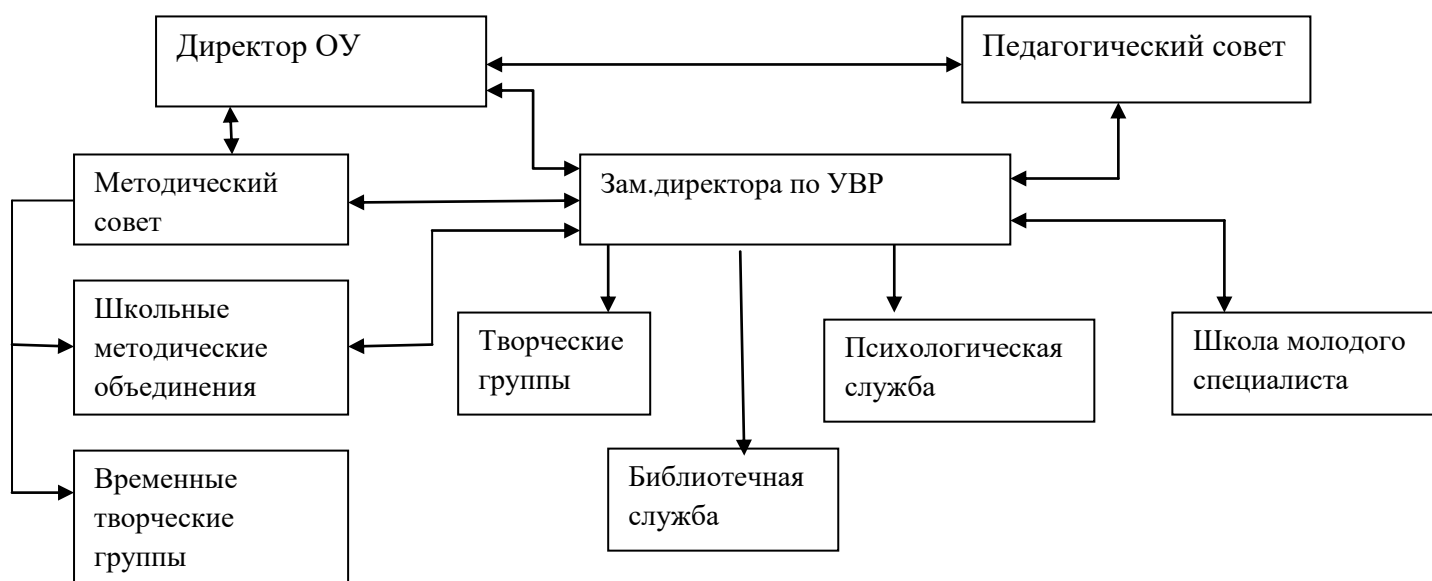 Директор ОУ
Педагогический совет
Методический
совет
Зам.директора по УВР
Школьные
методические
объединения
Творческие
группы
Психологическая
служба
Школа молодого
специалиста
Временные
творческие
группы
Библиотечная
служба